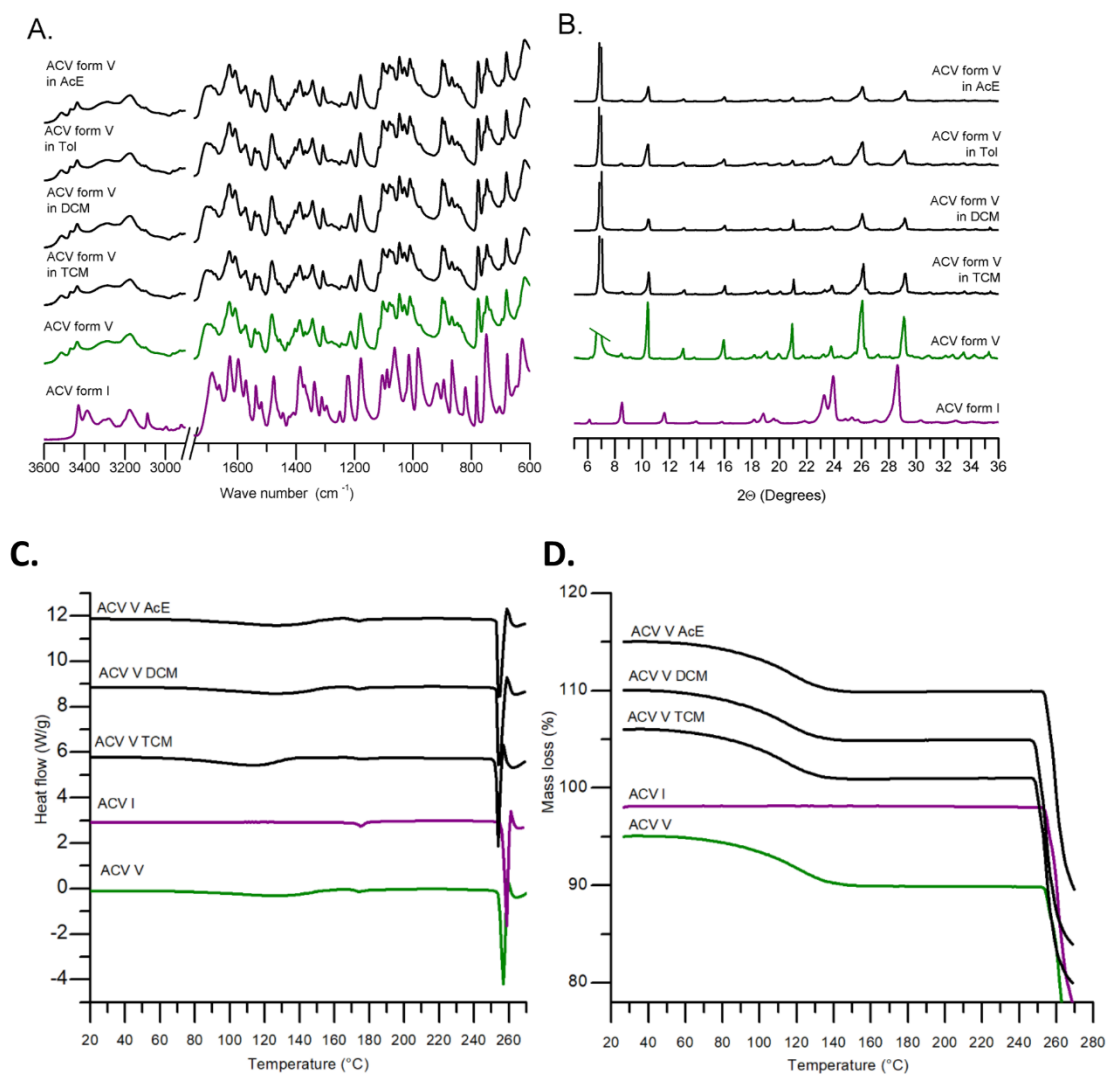 A.
ACV form V
in AcE
ACV form V
in Tol
ACV form V
in DCM
ACV form V
in TCM
ACV form V
ACV form I
3600 3400 3200 3000 1600 1400 1200 1000 800 600
Wave number (cm -1)
B.
ACV form V
in AcE
ACV form V
in Tol
ACV form V
in DCM
ACV form V
in TCM
ACV form V
ACV form I
6 8 10 12 14 16 18 20 22 24 26 28 30 32 34 36
2Θ (Degrees)
C.
Heat flow (W/g)
12
10
8
6
4
2
0
-2
-4
ACV V AcE
ACV V DCM
ACV V TCM
ACV I
ACV V
20 40 60 80 100 120 140 160 180 200 220 240 260
Temperature (°C)
D.
Mass loss (%)
120
110
100
90
80
ACV V AcE
ACV V DCM
ACV V TCM
ACV I
ACV V
20 40 60 80 100 120 140 160 180 200 220 240 260 280
Temperature (°C)